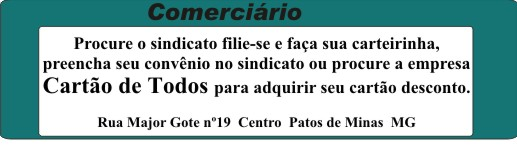 Comerciário
Procure o sindicato filie-se e faça sua carteirinha,
preencha seu convênio no sindicato ou procure a empresa
Cartão de Todos para adquirir seu cartão desconto.
Rua Major Gote nº19 Centro Patos de Minas MG